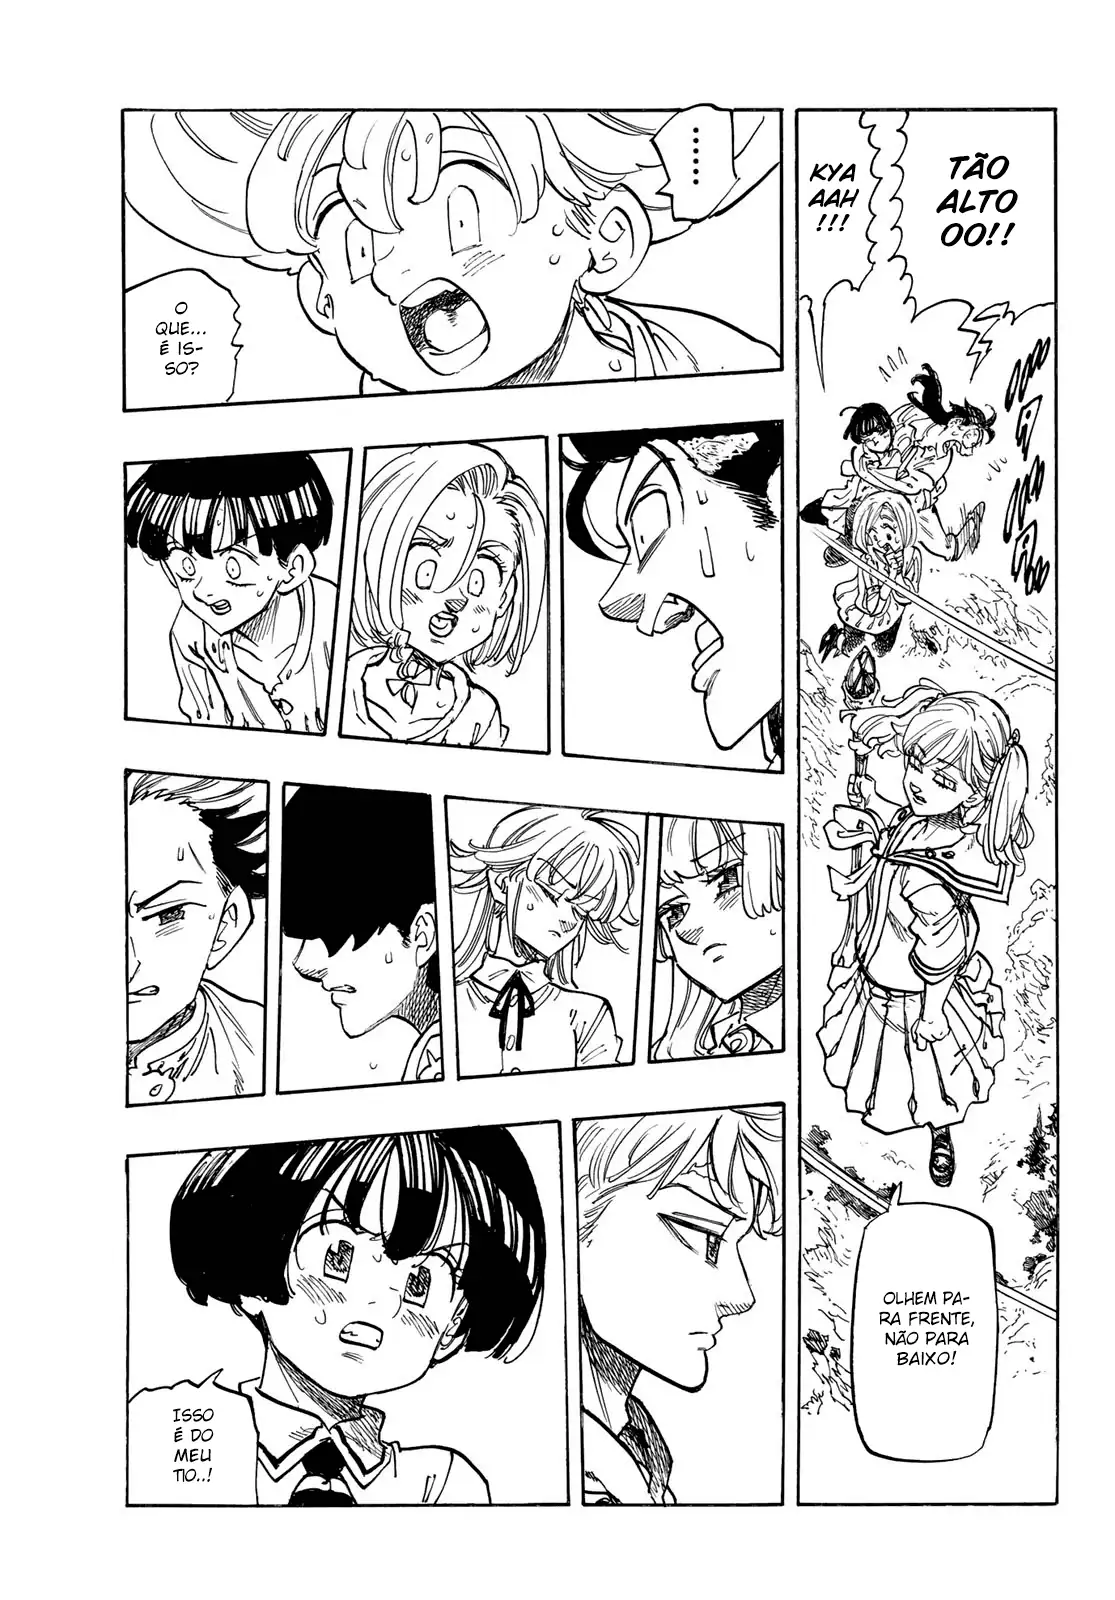 TÃO
ALTO
OO!!
KYA
AAH
!!!
OLHEM PA-
RA FRENTE,
NÃO PARA
BAIXO!
......
O
QUE...
É IS-
SO?
ISSO
É DO
MEU
TIO..!